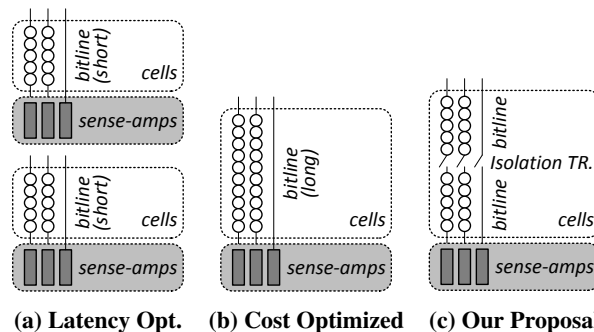 bitline
(short)
cells
sense-amps
bitline
(short)
cells
sense-amps
(a) Latency Opt.
bitline
(long)
cells
sense-amps
(b) Cost Optimized
bitline
Isolation TR.
bitline
cells
sense-amps
(c) Our Proposal